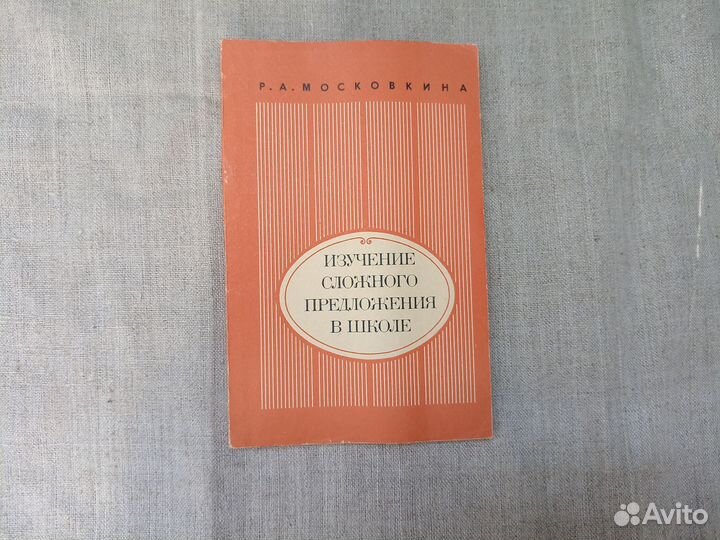 Р. А. МОСКОВКИНА
ИЗУЧЕНИЕ
СЛОЖНОГО
ПРЕДЛОЖЕНИЯ
В ШКОЛЕ
Avito